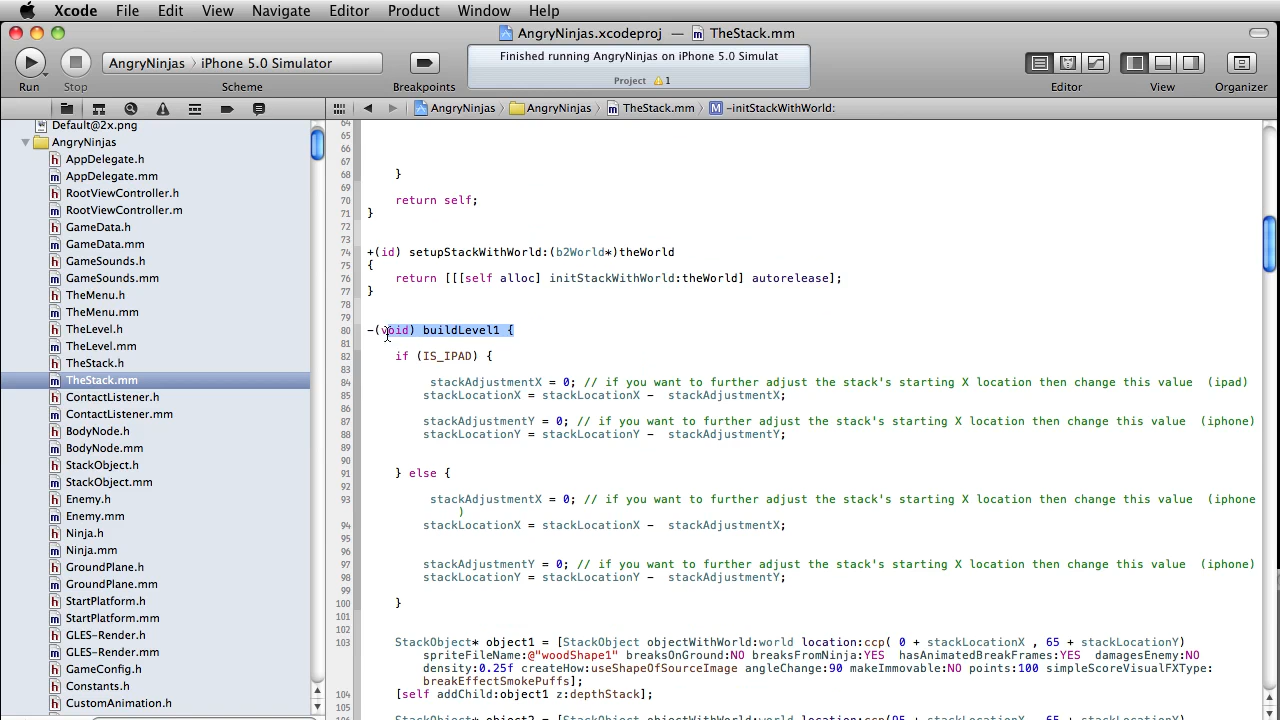 Xcode File Edit View Navigate Editor Product Window Help
AngryNinjas.xcodeproj — TheStack.mm
Finished running AngryNinjas on iPhone 5.0 Simulat
Project 1
AngryNinjas iPhone 5.0 Simulator
Run Stop Scheme Breakpoints Editor View Organizer
AngryNinjas AngryNinjas TheStack.mm M -initStackWithWorld:
Default@2x.png
AngryNinjas
h AppDelegate.h
m AppDelegate.mm
h RootViewController.h
m RootViewController.m
h GameData.h
m GameData.mm
h GameSounds.h
m GameSounds.mm
h TheMenu.h
m TheMenu.mm
h TheLevel.h
m TheLevel.mm
h TheStack.h
m TheStack.mm
h ContactListener.h
m ContactListener.mm
h BodyNode.h
m BodyNode.mm
h StackObject.h
m StackObject.mm
h Enemy.h
m Enemy.mm
h Ninja.h
m Ninja.mm
h GroundPlane.h
m GroundPlane.mm
h StartPlatform.h
m StartPlatform.mm
h GLES-Render.h
m GLES-Render.mm
h GameConfig.h
h Constants.h
h CustomAnimation.h
64
65
66
67
68 }
69
70 return self;
71 }
72
73
74 +(id) setupStackWithWorld:(b2World*)theWorld
75 {
76 return [[[self alloc] initStackWithWorld:theWorld] autorelease];
77 }
78
79
80 -(void) buildLevel1 {
81
82 if (IS_IPAD) {
83
84 stackAdjustmentX = 0; // if you want to further adjust the stack's starting X location then change this value (ipad)
85 stackLocationX = stackLocationX - stackAdjustmentX;
86
87 stackAdjustmentY = 0; // if you want to further adjust the stack's starting Y location then change this value (iphone)
88 stackLocationY = stackLocationY - stackAdjustmentY;
89
90
91 } else {
92
93 stackAdjustmentX = 0; // if you want to further adjust the stack's starting X location then change this value (iphone
)
94 stackLocationX = stackLocationX - stackAdjustmentX;
95
96
97 stackAdjustmentY = 0; // if you want to further adjust the stack's starting Y location then change this value (iphone)
98 stackLocationY = stackLocationY - stackAdjustmentY;
99
100 }
101
102
103 StackObject* object1 = [StackObject objectWithWorld:world location:ccp( 0 + stackLocationX , 65 + stackLocationY)
spriteFileName:@"woodShape1" breaksOnGround:NO breaksFromNinja:YES hasAnimatedBreakFrames:YES damagesEnemy:NO
density:0.25f createHow:useShapeOfSourceImage angleChange:90 makeImmovable:NO points:100 simpleScoreVisualFXType:
breakEffectSmokePuffs];
104 [self addChild:object1 z:depthStack];
105